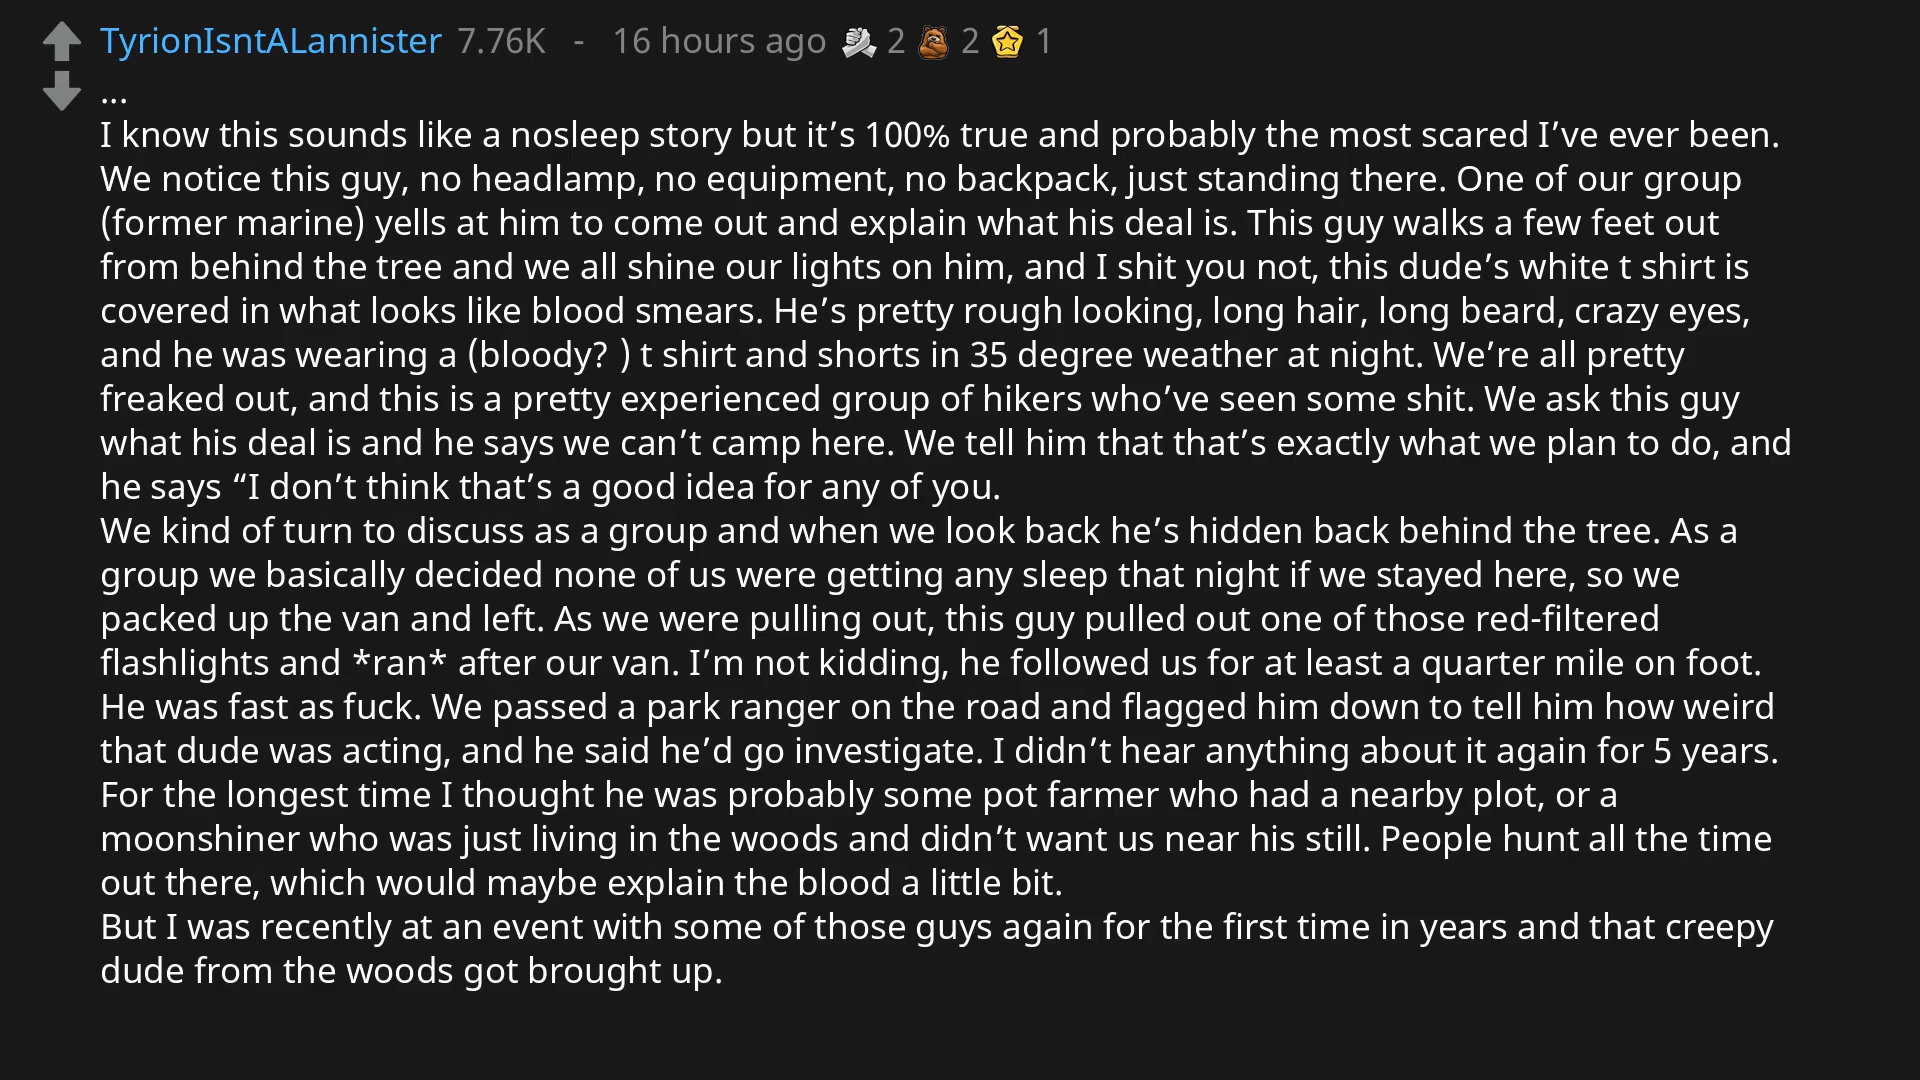 TyrionIsntALannister 7.76K - 16 hours ago 2 2 1
...
I know this sounds like a nosleep story but it’s 100% true and probably the most scared I’ve ever been.
We notice this guy, no headlamp, no equipment, no backpack, just standing there. One of our group
(former marine) yells at him to come out and explain what his deal is. This guy walks a few feet out
from behind the tree and we all shine our lights on him, and I shit you not, this dude’s white t shirt is
covered in what looks like blood smears. He’s pretty rough looking, long hair, long beard, crazy eyes,
and he was wearing a (bloody? ) t shirt and shorts in 35 degree weather at night. We’re all pretty
freaked out, and this is a pretty experienced group of hikers who’ve seen some shit. We ask this guy
what his deal is and he says we can’t camp here. We tell him that that’s exactly what we plan to do, and
he says “I don’t think that’s a good idea for any of you.
We kind of turn to discuss as a group and when we look back he’s hidden back behind the tree. As a
group we basically decided none of us were getting any sleep that night if we stayed here, so we
packed up the van and left. As we were pulling out, this guy pulled out one of those red-filtered
flashlights and *ran* after our van. I’m not kidding, he followed us for at least a quarter mile on foot.
He was fast as fuck. We passed a park ranger on the road and flagged him down to tell him how weird
that dude was acting, and he said he’d go investigate. I didn’t hear anything about it again for 5 years.
For the longest time I thought he was probably some pot farmer who had a nearby plot, or a
moonshiner who was just living in the woods and didn’t want us near his still. People hunt all the time
out there, which would maybe explain the blood a little bit.
But I was recently at an event with some of those guys again for the first time in years and that creepy
dude from the woods got brought up.